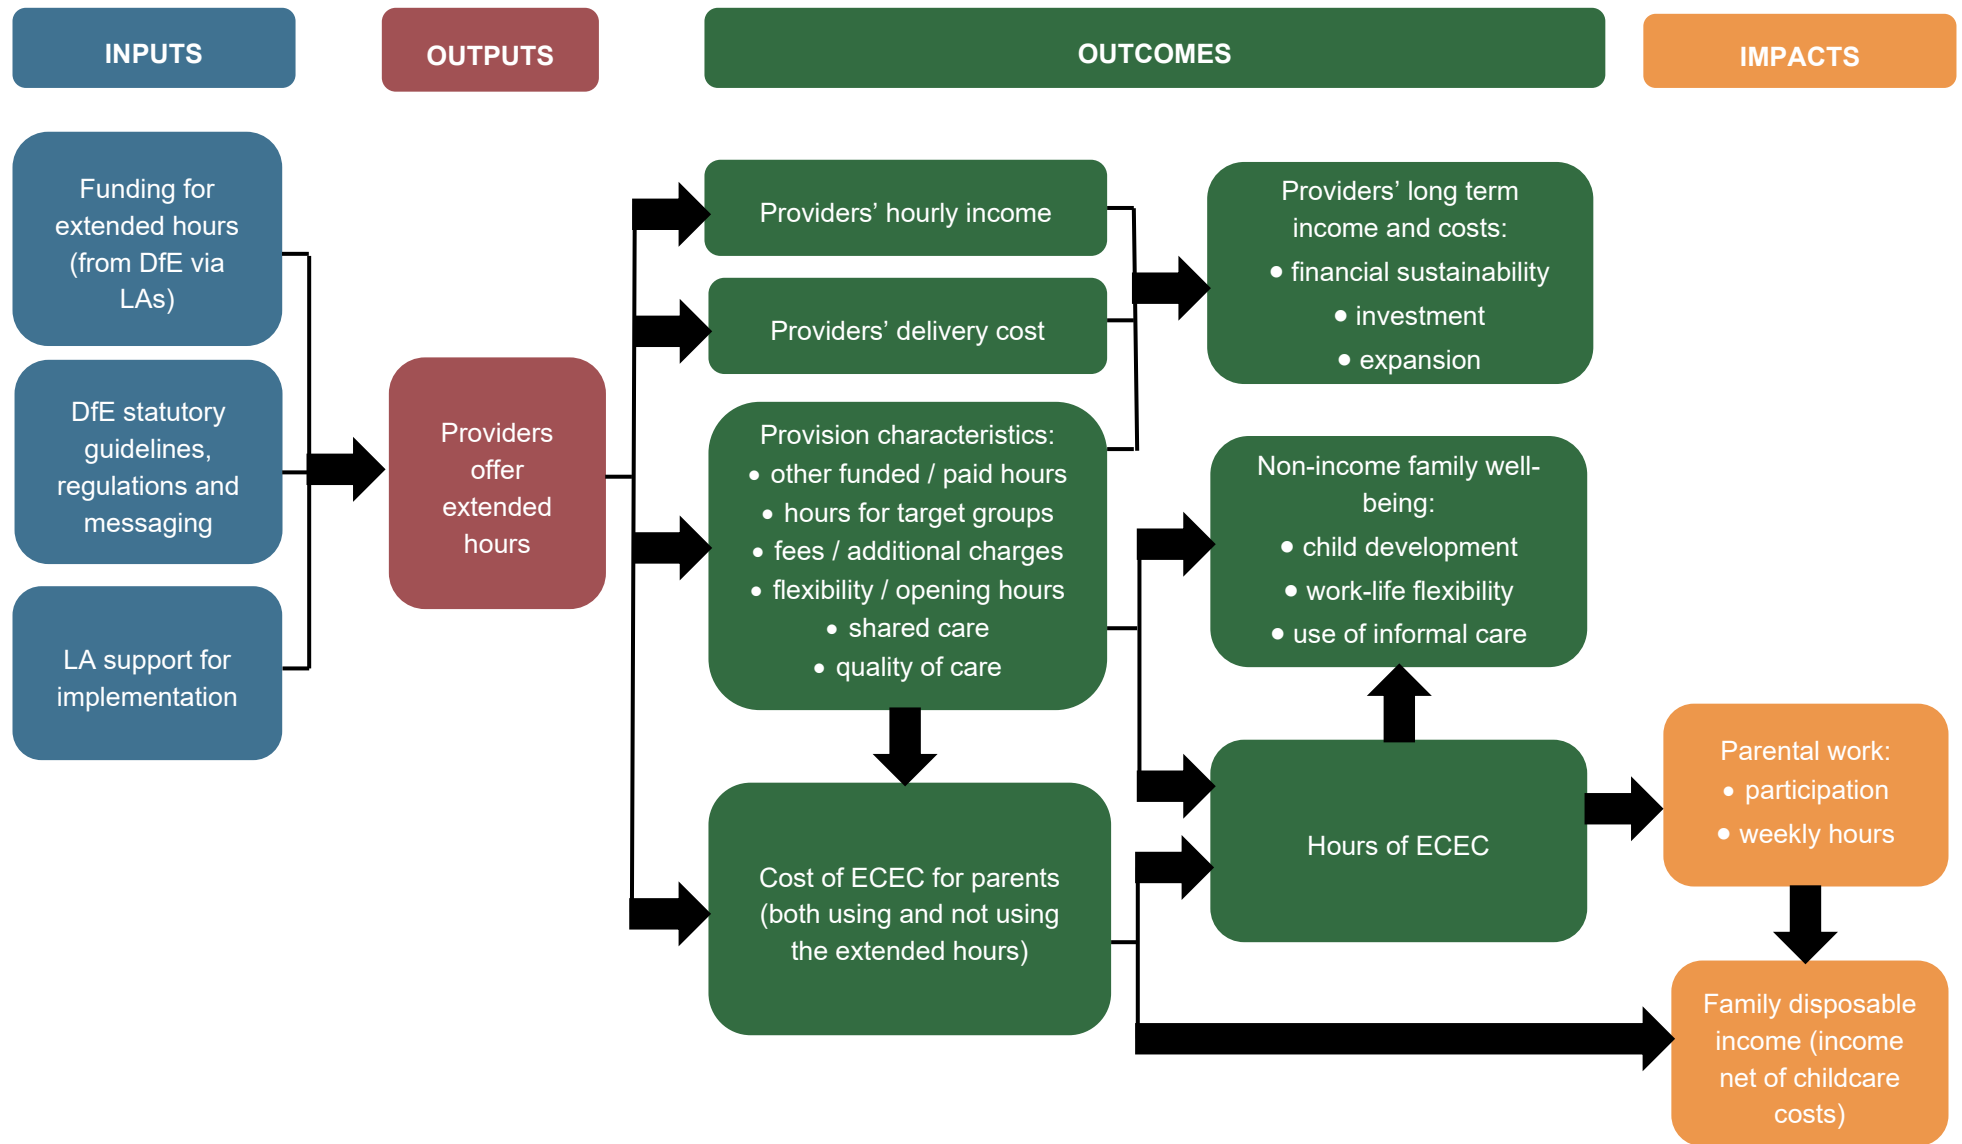 INPUTS
OUTPUTS
OUTCOMES
IMPACTS
Funding for
extended hours
(from DfE via
LAs)
DfE statutory
guidelines,
regulations and
messaging
LA support for
implementation
Providers
offer
extended
hours
Providers’ hourly income
Providers’ delivery cost
Provision characteristics:
• other funded / paid hours
• hours for target groups
• fees / additional charges
• flexibility / opening hours
• shared care
• quality of care
Cost of ECEC for parents
(both using and not using
the extended hours)
Providers’ long term
income and costs:
• financial sustainability
• investment
• expansion
Non-income family well-
being:
• child development
• work-life flexibility
• use of informal care
Hours of ECEC
Parental work:
• participation
• weekly hours
Family disposable
income (income
net of childcare
costs)